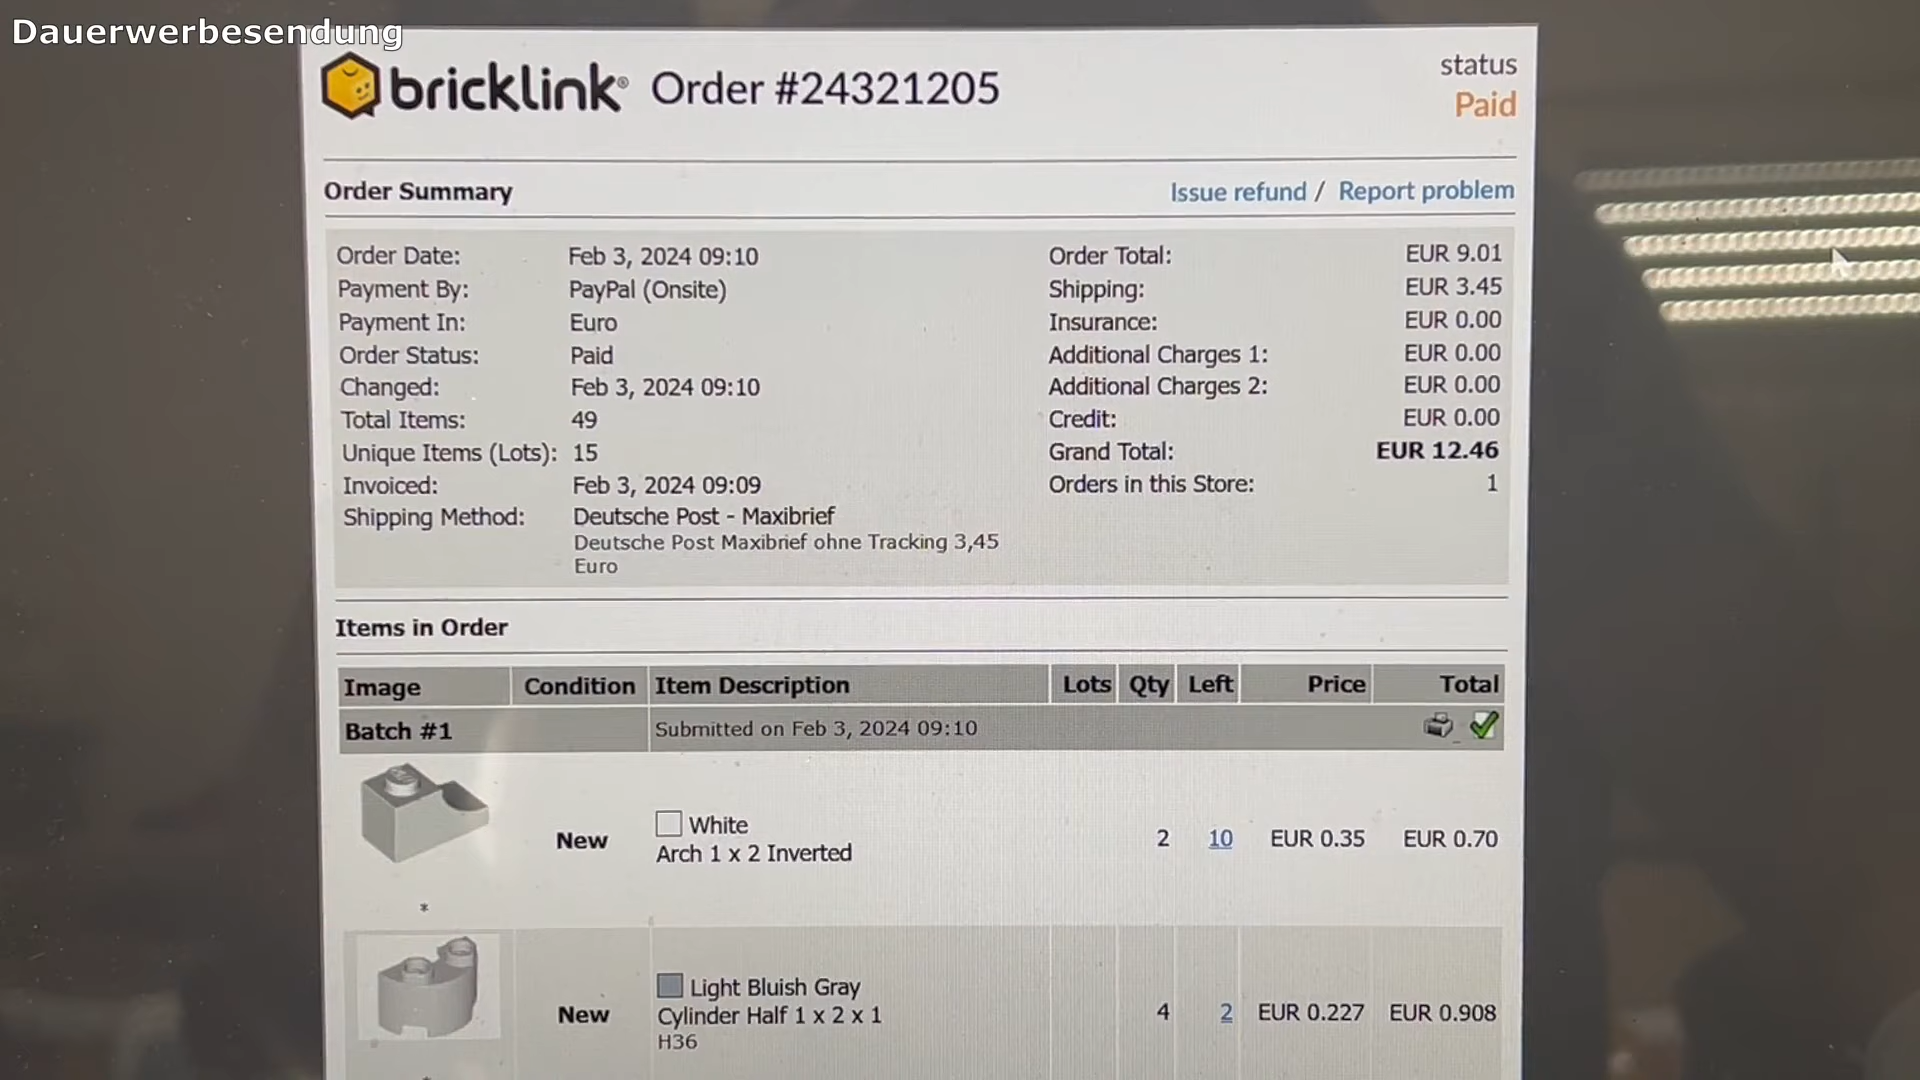 Dauerwerbesendung
bricklink® Order #24321205
status
Paid
Order Summary
Issue refund / Report problem
Order Date: Feb 3, 2024 09:10
Payment By: PayPal (Onsite)
Payment In: Euro
Order Status: Paid
Changed: Feb 3, 2024 09:10
Total Items: 49
Unique Items (Lots): 15
Invoiced: Feb 3, 2024 09:09
Shipping Method: Deutsche Post - Maxibrief
Deutsche Post Maxibrief ohne Tracking 3,45
Euro
Order Total: EUR 9.01
Shipping: EUR 3.45
Insurance: EUR 0.00
Additional Charges 1: EUR 0.00
Additional Charges 2: EUR 0.00
Credit: EUR 0.00
Grand Total: EUR 12.46
Orders in this Store: 1
Items in Order
Image Condition Item Description Lots Qty Left Price Total
Batch #1 Submitted on Feb 3, 2024 09:10
New White 2 10 EUR 0.35 EUR 0.70
Arch 1 x 2 Inverted
*
New Light Bluish Gray 4 2 EUR 0.227 EUR 0.908
Cylinder Half 1 x 2 x 1
H36